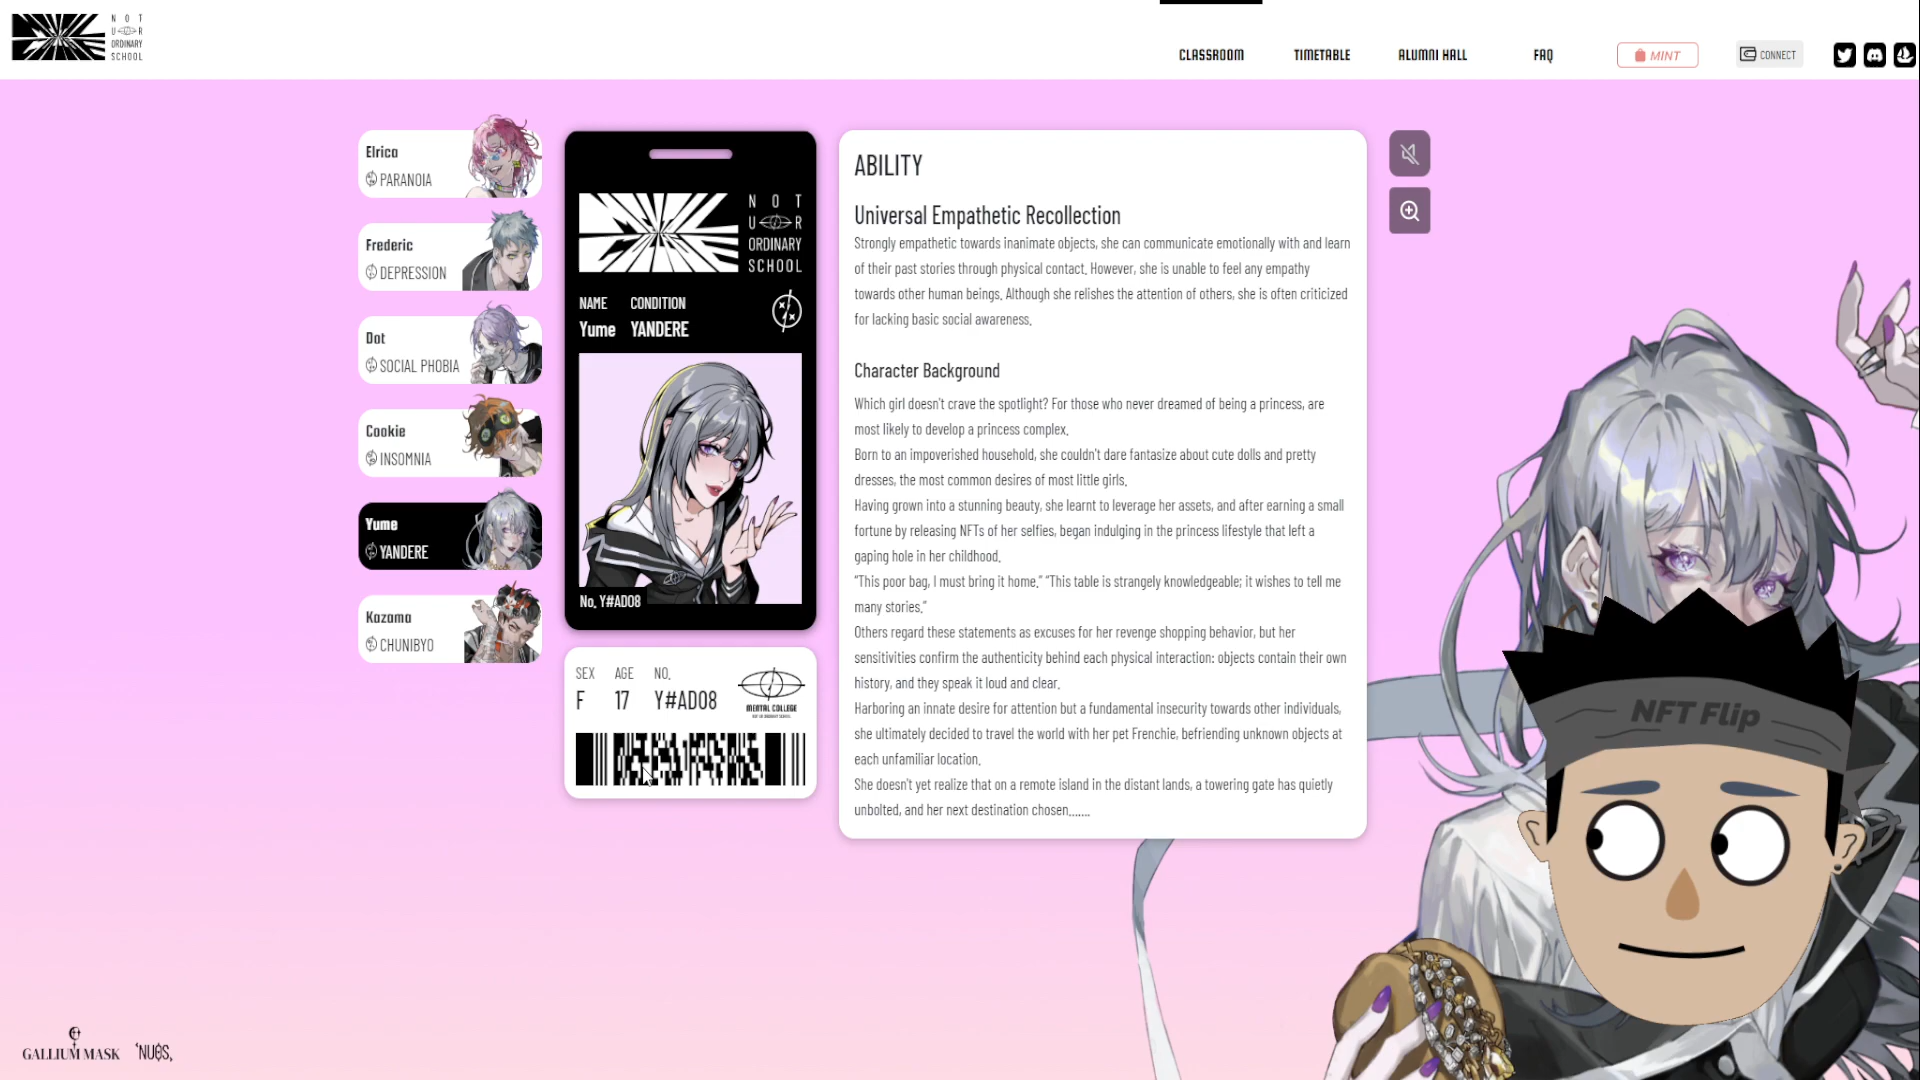 N O T
U R
ORDINARY
SCHOOL
CLASSROOM
TIMETABLE
ALUMNI HALL
FAQ
MINT
CONNECT
Elrica
PARANOIA
Frederic
DEPRESSION
Dot
SOCIAL PHOBIA
Cookie
INSOMNIA
Yume
YANDERE
Kazama
CHUNIBYO
N O T
U R
ORDINARY
SCHOOL
NAME CONDITION
Yume YANDERE
No. Y#AD08
SEX AGE NO.
F 17 Y#AD08
MENTAL COLLEGE
ABILITY
Universal Empathetic Recollection
Strongly empathetic towards inanimate objects, she can communicate emotionally with and learn
of their past stories through physical contact. However, she is unable to feel any empathy
towards other human beings. Although she relishes the attention of others, she is often criticized
for lacking basic social awareness.
Character Background
Which girl doesn't crave the spotlight? For those who never dreamed of being a princess, are
most likely to develop a princess complex.
Born to an impoverished household, she couldn't dare fantasize about cute dolls and pretty
dresses, the most common desires of most little girls.
Having grown into a stunning beauty, she learnt to leverage her assets, and after earning a small
fortune by releasing NFTs of her selfies, began indulging in the princess lifestyle that left a
gaping hole in her childhood.
"This poor bag, I must bring it home." "This table is strangely knowledgeable; it wishes to tell me
many stories."
Others regard these statements as excuses for her revenge shopping behavior, but her
sensitivities confirm the authenticity behind each physical interaction: objects contain their own
history, and they speak it loud and clear.
Harboring an innate desire for attention but a fundamental insecurity towards other individuals,
she ultimately decided to travel the world with her pet Frenchie, befriending unknown objects at
each unfamiliar location.
She doesn't yet realize that on a remote island in the distant lands, a towering gate has quietly
unbolted, and her next destination chosen.......
NFT Flip
GALLIUM MASK